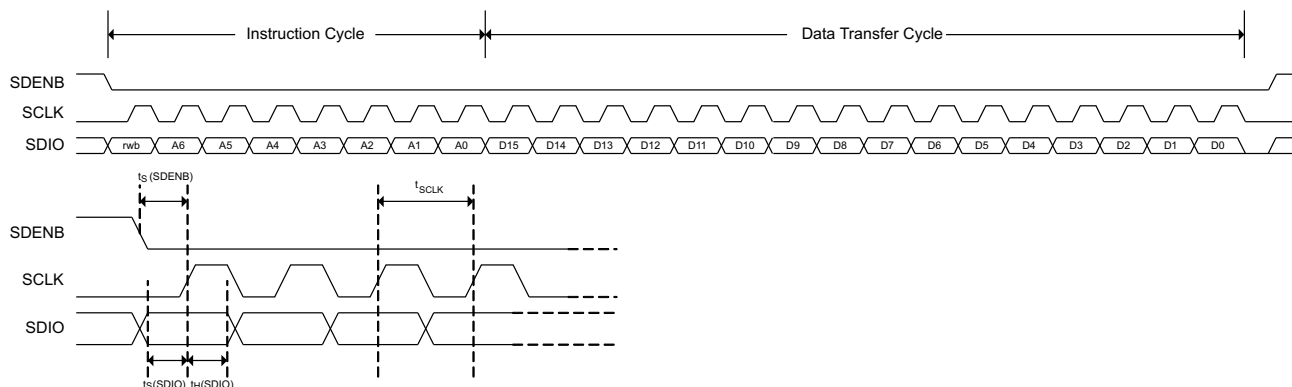 Instruction Cycle
Data Transfer Cycle
SDENB
SCLK
SDIO
rwb A6 A5 A4 A3 A2 A1 A0 D15 D14 D13 D12 D11 D10 D9 D8 D7 D6 D5 D4 D3 D2 D1 D0
tS(SDENB)
tSCLK
SDENB
SCLK
SDIO
tS(SDIO) tH(SDIO)